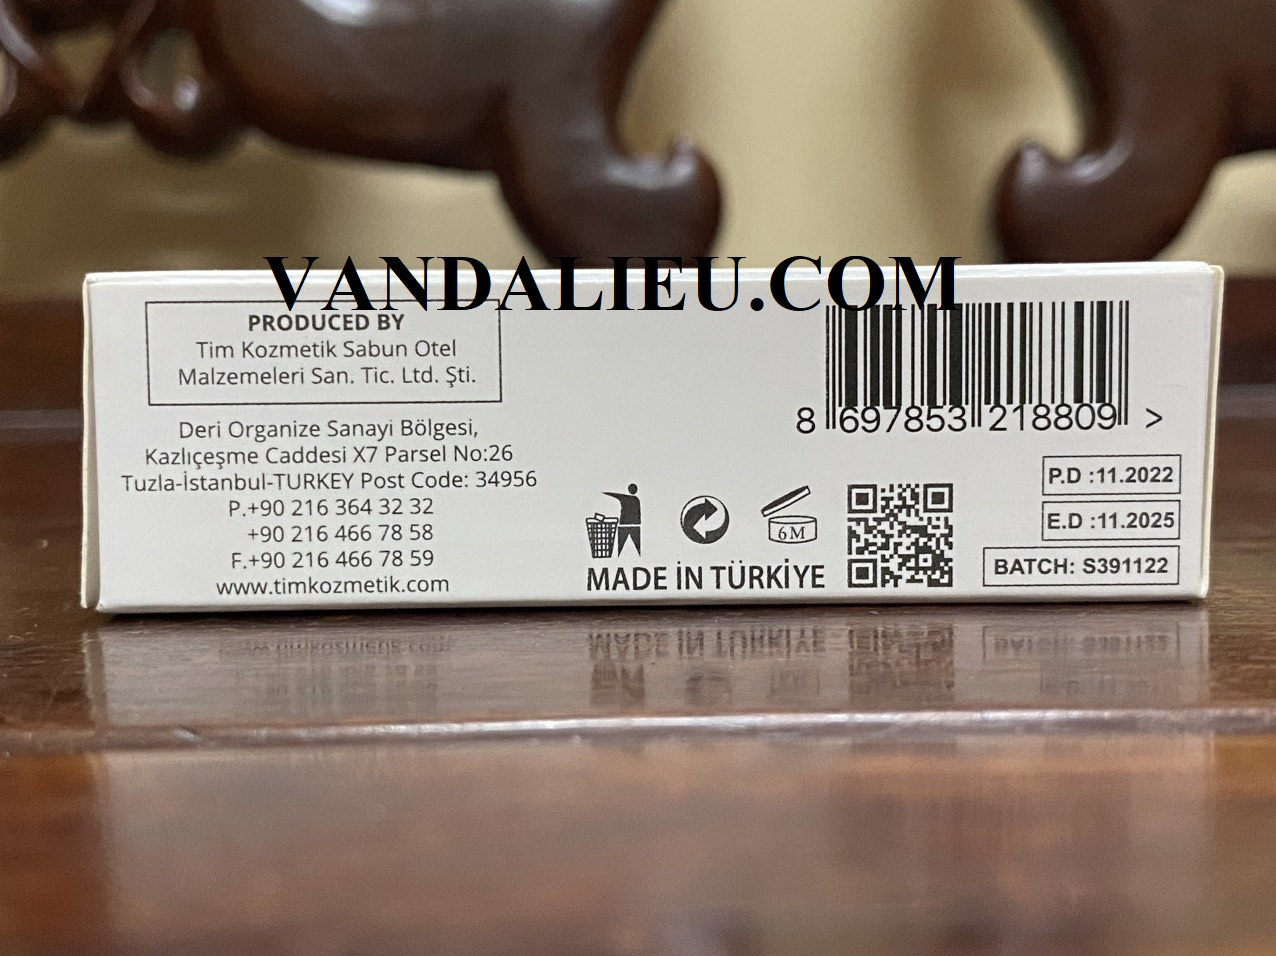 VANDALIEU.COM
PRODUCED BY
Tim Kozmetik Sabun Otel
Malzemeleri San. Tic. Ltd. Şti.
Deri Organize Sanayi Bölgesi,
Kazlıçeşme Caddesi X7 Parsel No:26
Tuzla-İstanbul-TURKEY Post Code: 34956
P.+90 216 364 32 32
+90 216 466 78 58
F.+90 216 466 78 59
www.timkozmetik.com
6M
MADE İN TÜRKİYE
8 697853 218809 >
P.D :11.2022
E.D :11.2025
BATCH: S391122